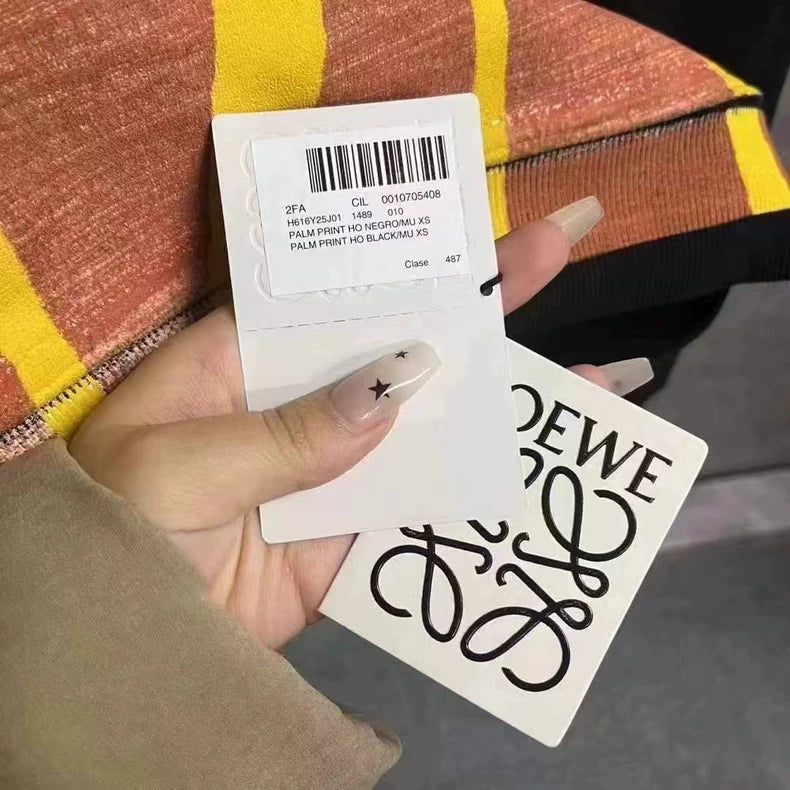 2FA CIL 0010705408
H616Y25J01 1489 010
PALM PRINT HO NEGRO/MU XS
PALM PRINT HO BLACK/MU XS
Clase 487
OEWE